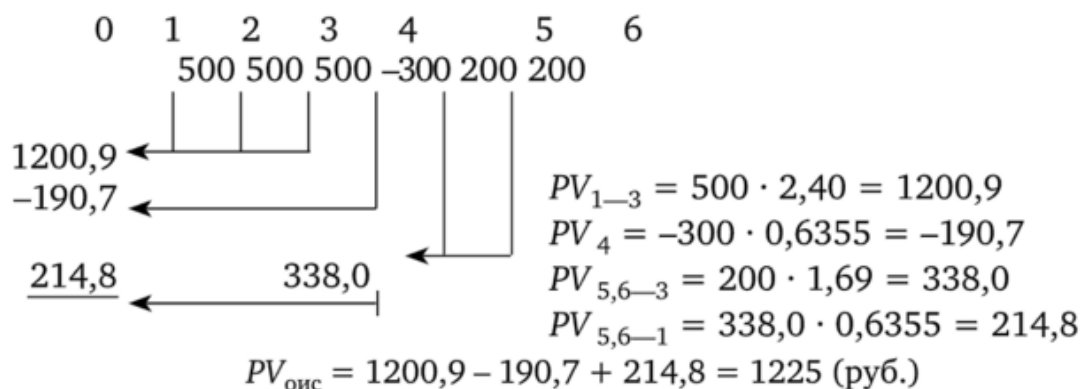 0 1 2 3 4 5 6
500 500 500 –300 200 200
1200,9
–190,7
214,8 338,0
PV1—3 = 500 · 2,40 = 1200,9
PV4 = –300 · 0,6355 = –190,7
PV5,6—3 = 200 · 1,69 = 338,0
PV5,6—1 = 338,0 · 0,6355 = 214,8
PVоис = 1200,9 – 190,7 + 214,8 = 1225 (руб.)